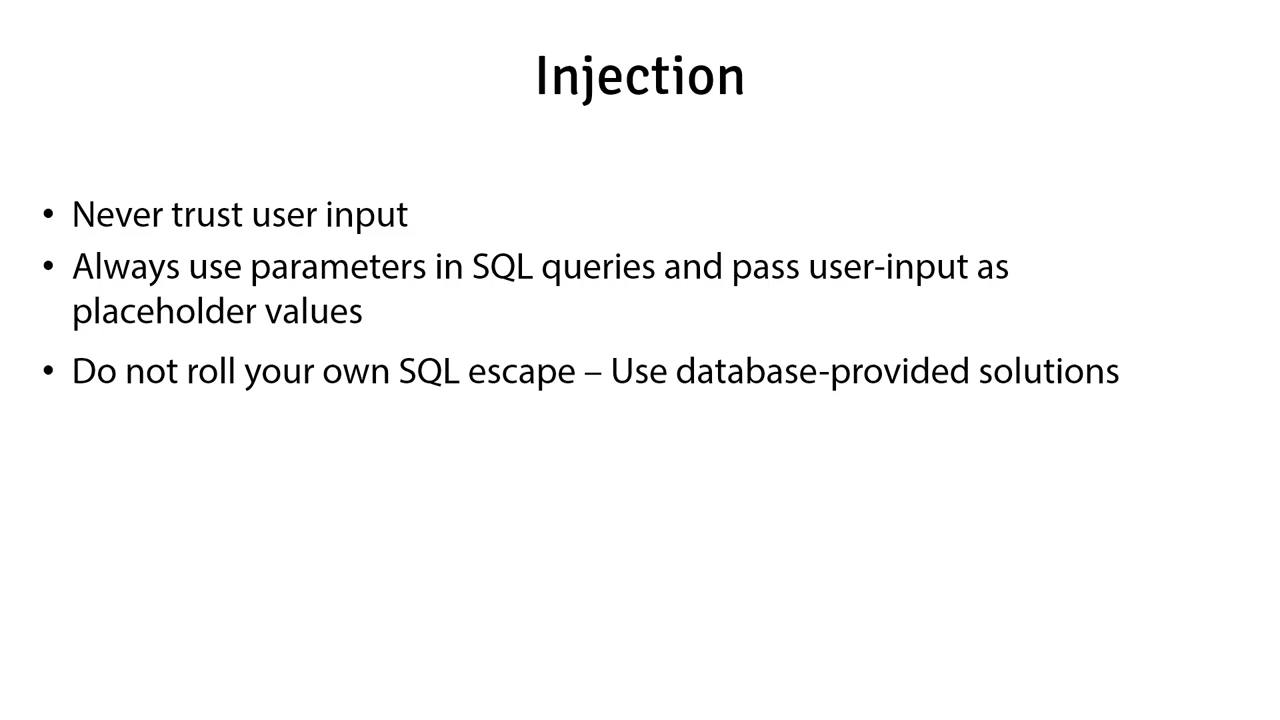 Injection
• Never trust user input
• Always use parameters in SQL queries and pass user-input as
placeholder values
• Do not roll your own SQL escape – Use database-provided solutions